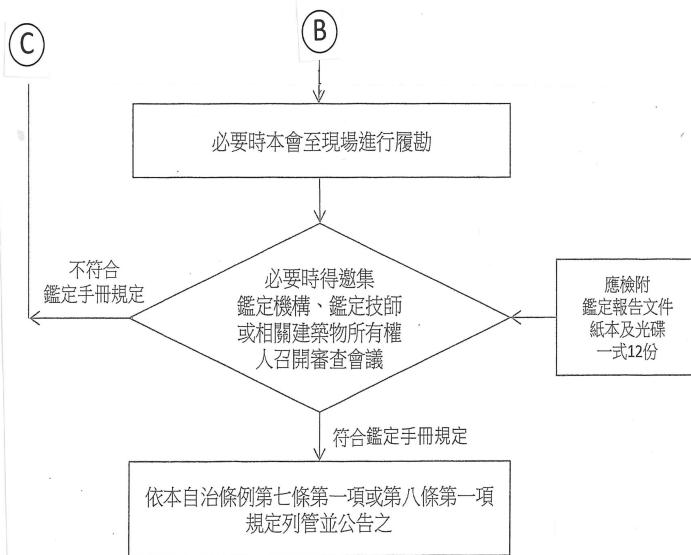 C
B
必要時本會至現場進行履勘
不符合
鑑定手冊規定
必要時得邀集
鑑定機構、鑑定技師
或相關建築物所有權
人召開審查會議
應檢附
鑑定報告文件
紙本及光碟
一式12份
符合鑑定手冊規定
依本自治條例第七條第一項或第八條第一項
規定列管並公告之